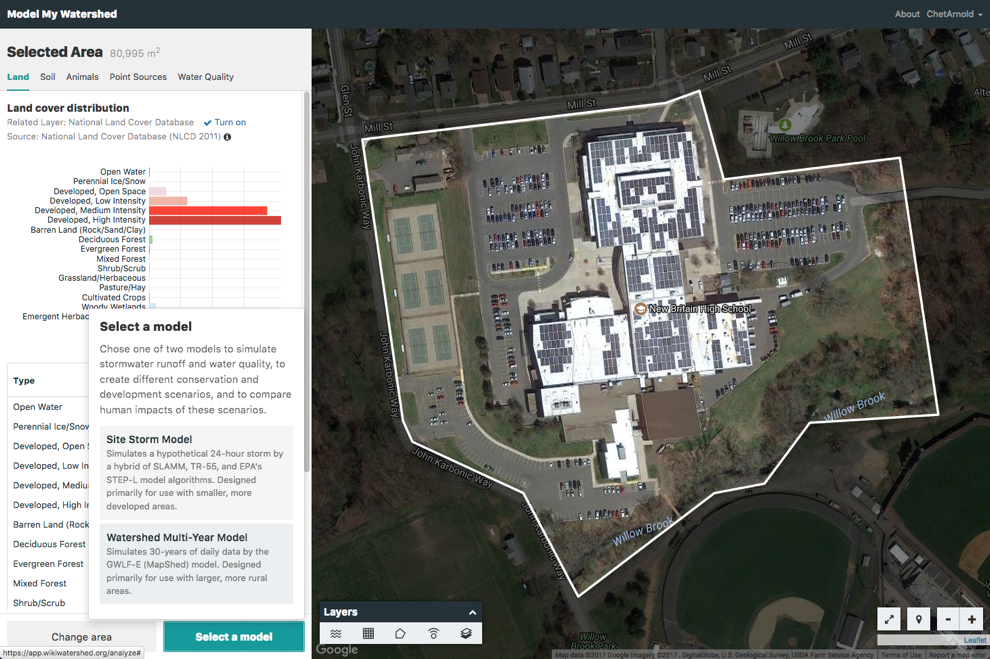 Model My Watershed
About
ChetArnold
Selected Area 80,995 m2
Land Soil Animals Point Sources Water Quality
Land cover distribution
Related Layer: National Land Cover Database Turn on
Source: National Land Cover Database (NLCD 2011)
Open Water
Perennial Ice/Snow
Developed, Open Space
Developed, Low Intensity
Developed, Medium Intensity
Developed, High Intensity
Barren Land (Rock/Sand/Clay)
Deciduous Forest
Evergreen Forest
Mixed Forest
Shrub/Scrub
Grassland/Herbaceous
Pasture/Hay
Cultivated Crops
Woody Wetlands
Emergent Herbac
Type
Open Water
Perennial Ice/Snow
Developed, Open
Developed, Low In
Developed, Mediu
Developed, High I
Barren Land (Rock
Deciduous Forest
Evergreen Forest
Mixed Forest
Shrub/Scrub
Select a model
Chose one of two models to simulate
stormwater runoff and water quality, to
create different conservation and
development scenarios, and to compare
human impacts of these scenarios.
Site Storm Model
Simulates a hypothetical 24-hour storm by
a hybrid of SLAMM, TR-55, and EPA's
STEP-L model algorithms. Designed
primarily for use with smaller, more
developed areas.
Watershed Multi-Year Model
Simulates 30-years of daily data by the
GWLF-E (MapShed) model. Designed
primarily for use with larger, more rural
areas.
Change area
Select a model
https://app.wikiwatershed.org/analyze#
Mill St
Mill St
Mill St
Mill St
Glen St
Alte
Willow Brook Park Pool
John Karbonic Way
John Karbonic Way
John Karbonic Way
John Karbonic Way
New Britain High School
Willow Brook
Willow Brook
Willow
Brook Park
Layers
Google
Leaflet
Map data ©2017 Google Imagery ©2017 , DigitalGlobe, U.S. Geological Survey, USDA Farm Service Agency
Terms of Use
Report a map error